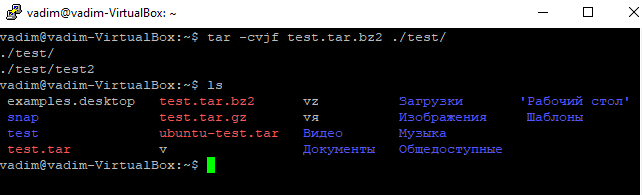 vadim@vadim-VirtualBox: ~
vadim@vadim-VirtualBox:~$ tar -cvjf test.tar.bz2 ./test/
./test/
./test/test2
vadim@vadim-VirtualBox:~$ ls
examples.desktop test.tar.bz2 vz Загрузки 'Рабочий стол'
snap test.tar.gz vя Изображения Шаблоны
test ubuntu-test.tar Видео Музыка
test.tar v Документы Общедоступные
vadim@vadim-VirtualBox:~$